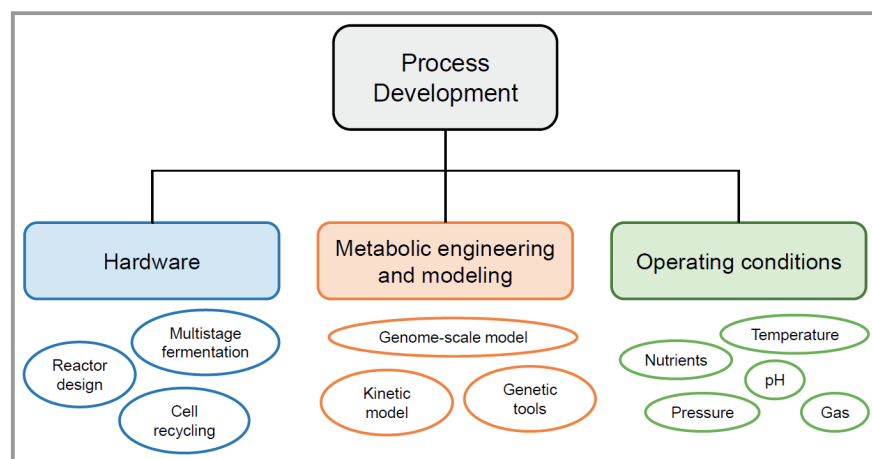 Process
Development
Hardware
Metabolic engineering
and modeling
Operating conditions
Multistage
fermentation
Reactor
design
Cell
recycling
Genome-scale model
Kinetic
model
Genetic
tools
Temperature
Nutrients
pH
Pressure
Gas